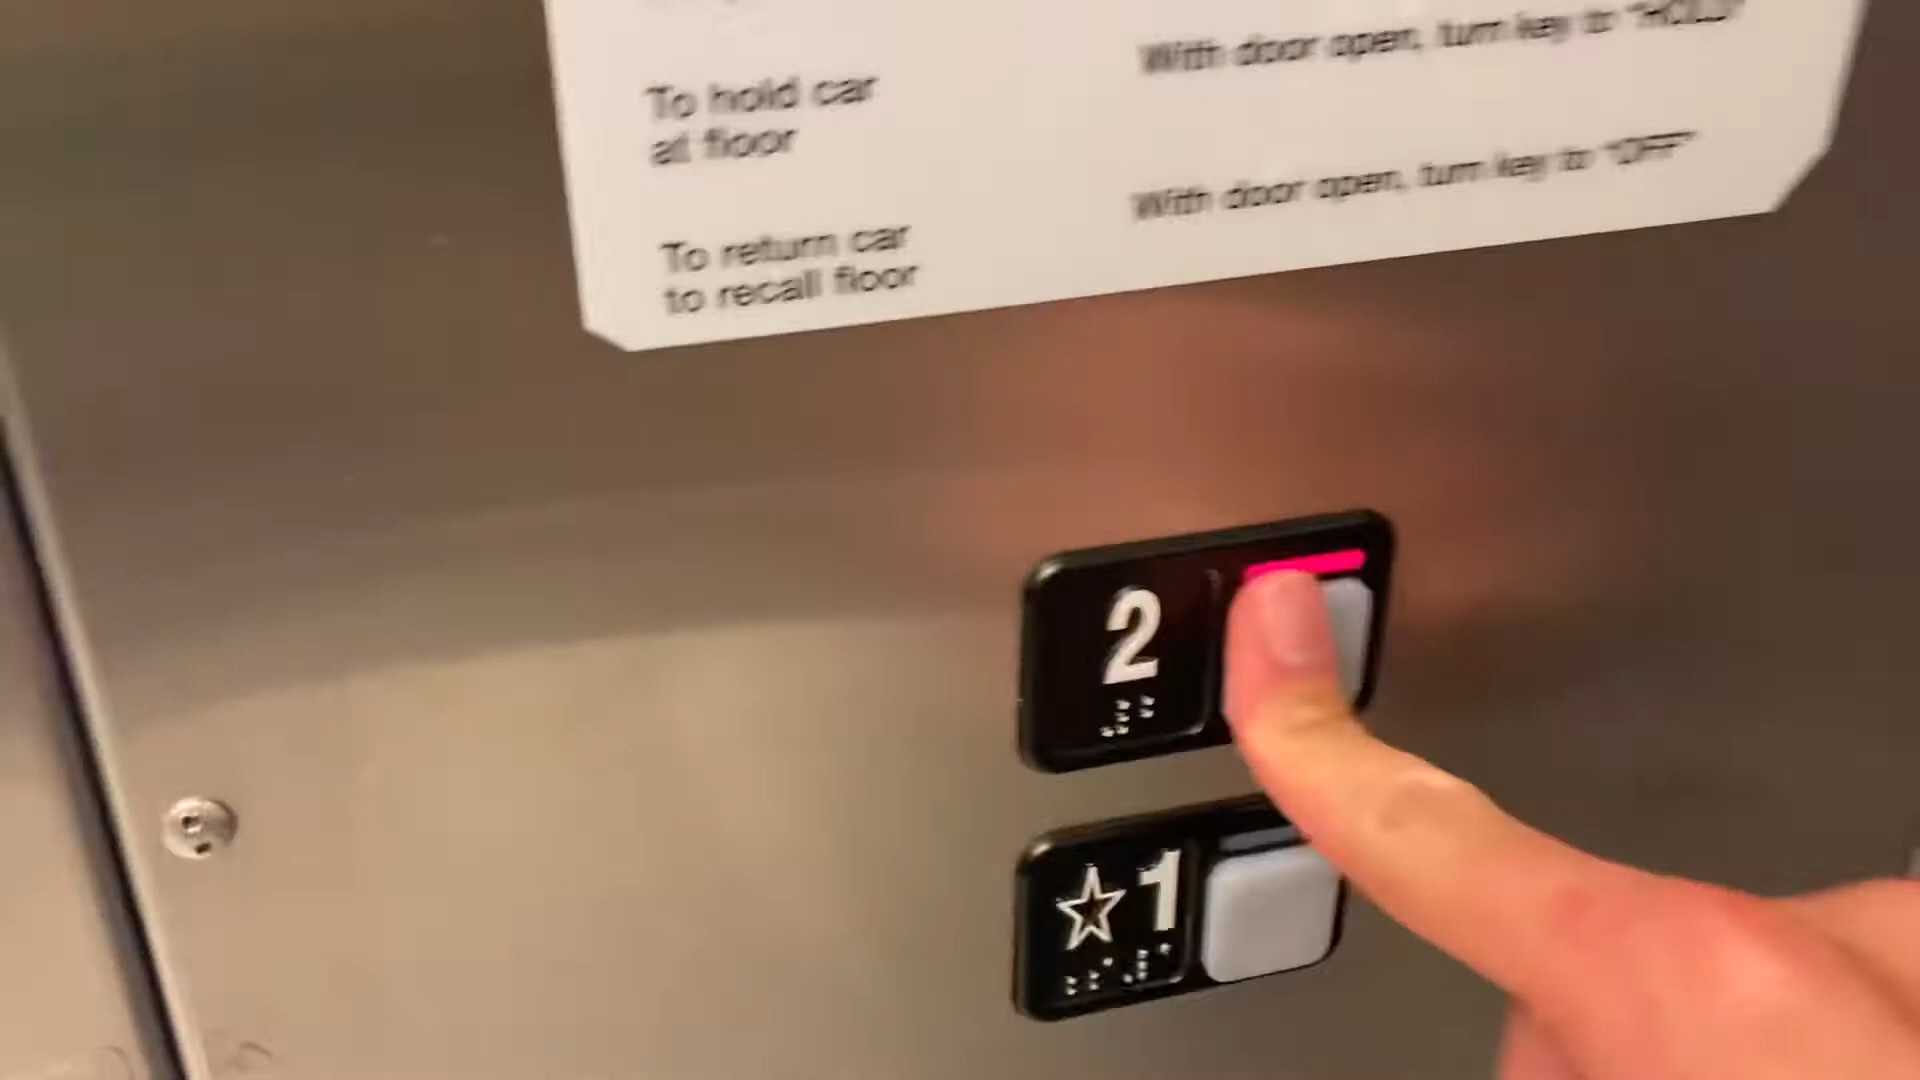 To hold car
at floor
With door open, turn key to "HOLD"
To return car
to recall floor
With door open, turn key to "OFF"
2
☆1